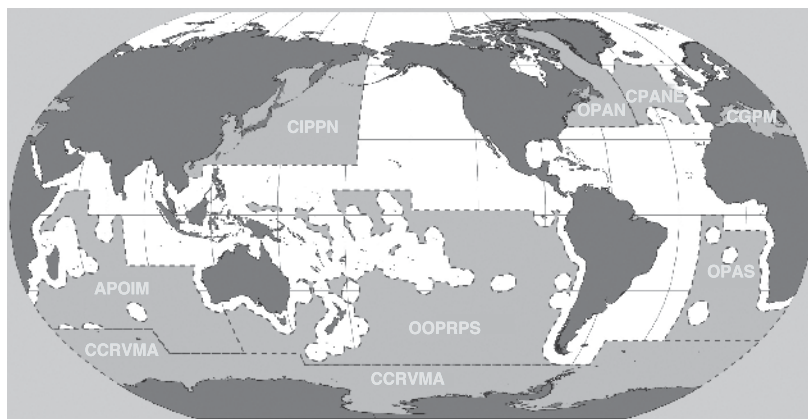 CIPPN
OPAN
CPANE
CGPM
APOIM
OPAS
OOPRPS
CCRVMA
CCRVMA